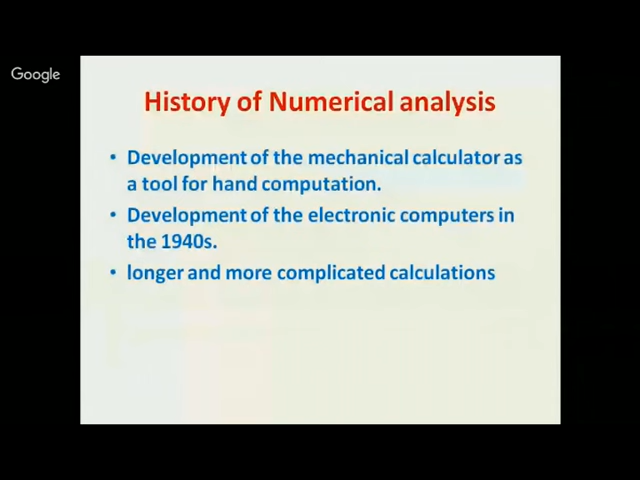 Google
History of Numerical analysis
• Development of the mechanical calculator as
a tool for hand computation.
• Development of the electronic computers in
the 1940s.
• longer and more complicated calculations